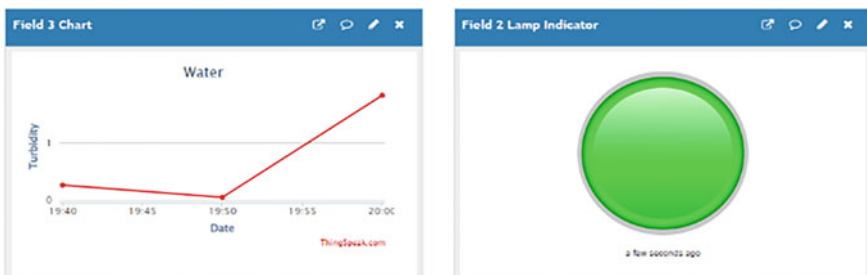 Field 3 Chart
Water
Turbidity
1
0
19:40 19:45 19:50 19:55 20:00
Date
ThingSpeak.com
Field 2 Lamp Indicator
a few seconds ago